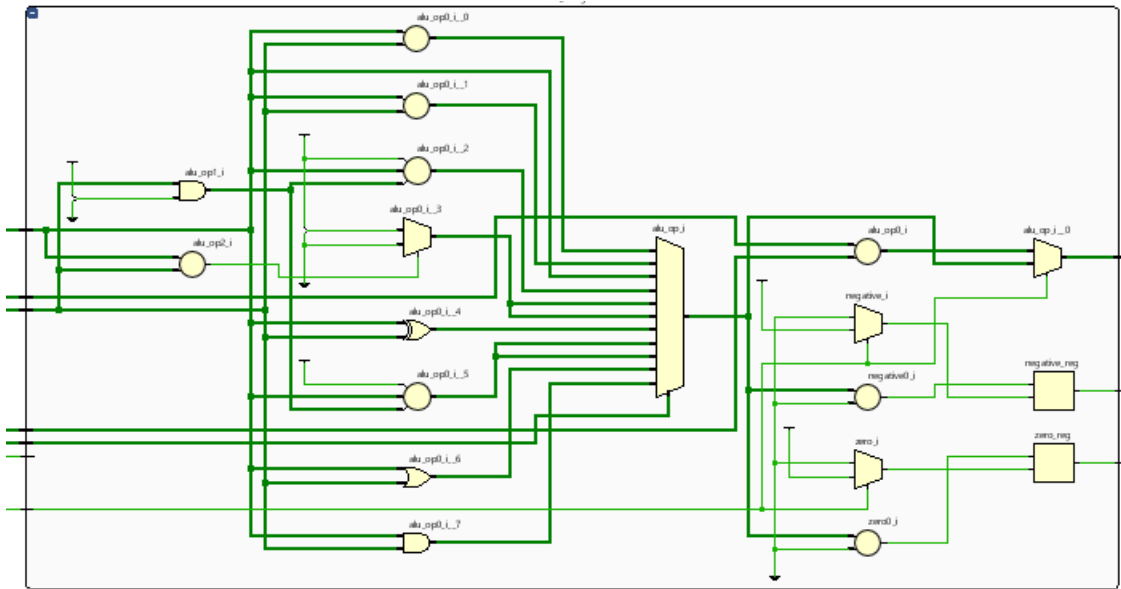 alu_op0_i__0
alu_op0_i__1
alu_op0_i__2
alu_op1_i
alu_op0_i__3
alu_op2_i
alu_op_i
alu_op0_i
alu_op_i__0
negative_i
alu_op0_i__4
negative_reg
alu_op0_i__5
negative0_i
zero_reg
zero_i
alu_op0_i__6
alu_op0_i__7
zero0_i